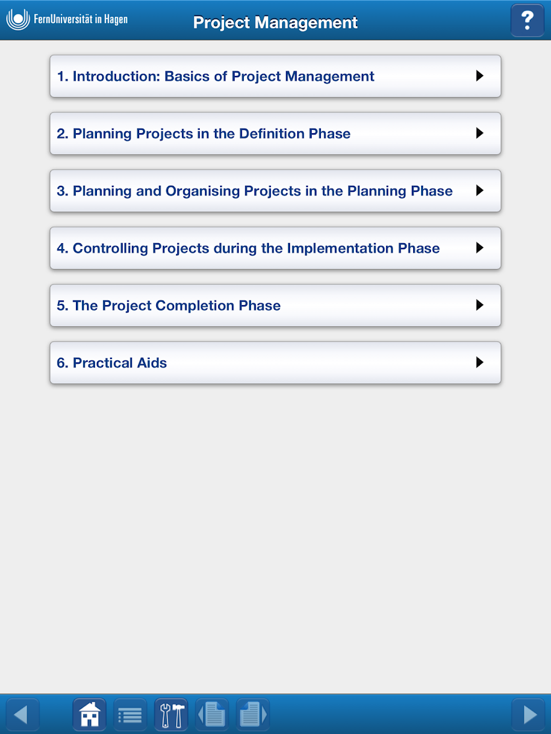 FernUniversität in Hagen
Project Management
?
1. Introduction: Basics of Project Management
2. Planning Projects in the Definition Phase
3. Planning and Organising Projects in the Planning Phase
4. Controlling Projects during the Implementation Phase
5. The Project Completion Phase
6. Practical Aids